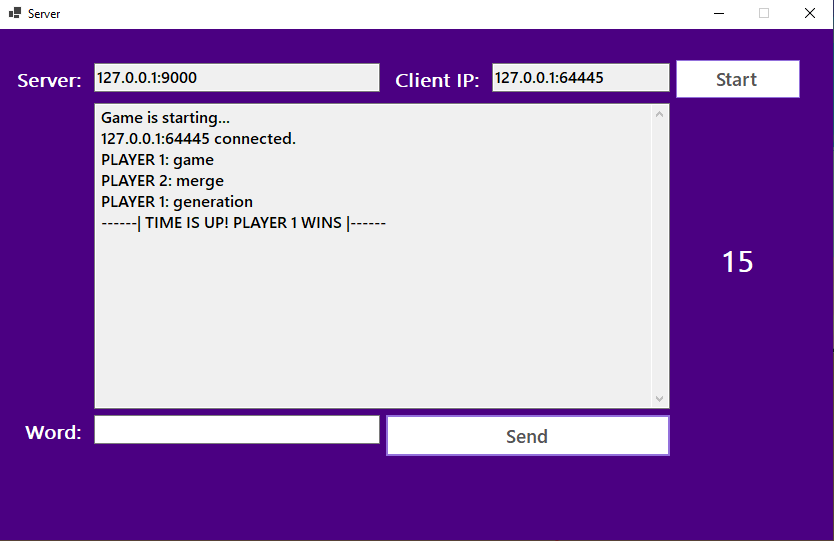 Server
Server: 127.0.0.1:9000 Client IP: 127.0.0.1:64445 Start
Game is starting...
127.0.0.1:64445 connected.
PLAYER 1: game
PLAYER 2: merge
PLAYER 1: generation
------| TIME IS UP! PLAYER 1 WINS |------
15
Word: Send